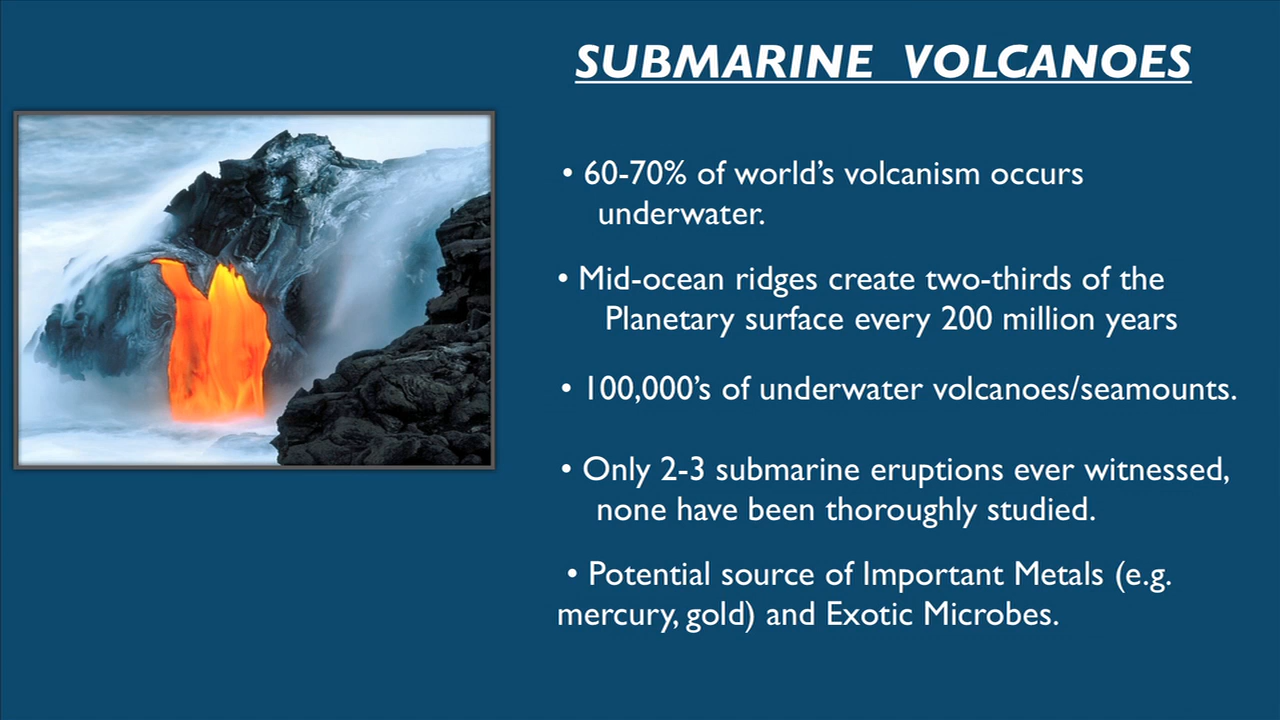 SUBMARINE VOLCANOES
• 60-70% of world’s volcanism occurs
underwater.
• Mid-ocean ridges create two-thirds of the
Planetary surface every 200 million years
• 100,000’s of underwater volcanoes/seamounts.
• Only 2-3 submarine eruptions ever witnessed,
none have been thoroughly studied.
• Potential source of Important Metals (e.g.
mercury, gold) and Exotic Microbes.